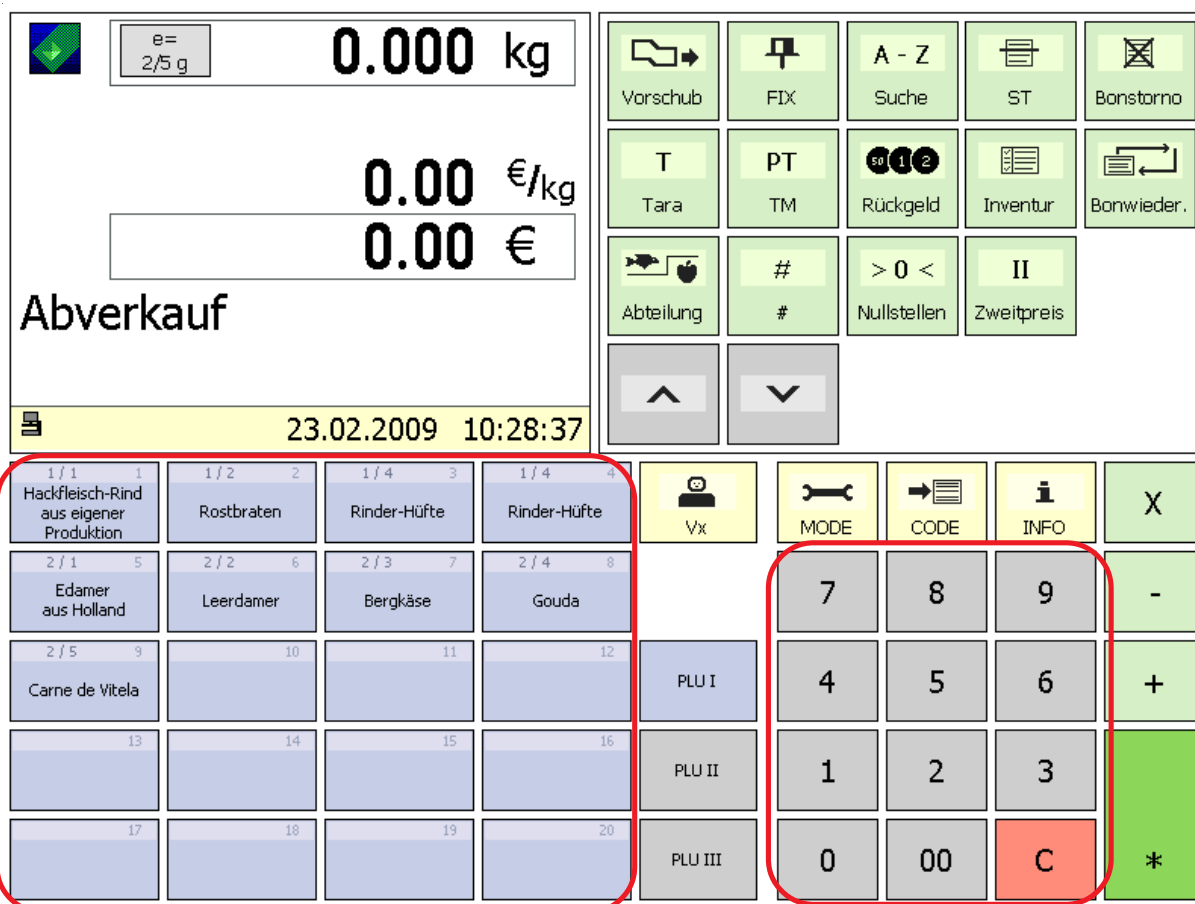 e=
2/5 g
0.000 kg
0.00 €/kg
0.00 €
Abverkauf
23.02.2009 10:28:37
Vorschub
FIX
A - Z
Suche
ST
Bonstorno
T
Tara
PT
TM
50 1 2
Rückgeld
Inventur
Bonwieder.
Abteilung
#
#
> 0 <
Nullstellen
II
Zweitpreis
1 / 1 1
Hackfleisch-Rind
aus eigener
Produktion
1 / 2 2
Rostbraten
1 / 4 3
Rinder-Hüfte
1 / 4 4
Rinder-Hüfte
Vx
MODE
CODE
i
INFO
X
2 / 1 5
Edamer
aus Holland
2 / 2 6
Leerdamer
2 / 3 7
Bergkäse
2 / 4 8
Gouda
7
8
9
-
2 / 5 9
Carne de Vitela
10
11
12
PLU I
4
5
6
+
13
14
15
16
PLU II
1
2
3
17
18
19
20
PLU III
0
00
C
*